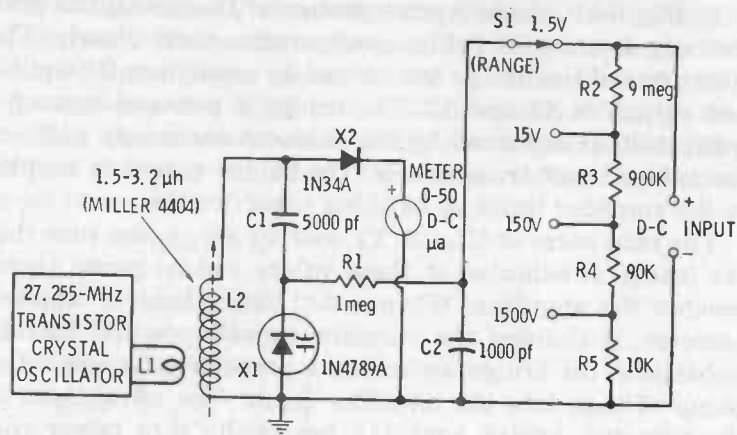 S1 1.5V
(RANGE)
R2 9 meg
15V
X2
1N34A
METER
0-50
D-C
µa
1.5-3.2 µh
(MILLER 4404)
C1 5000 pf
R3 900K
+
D-C INPUT
-
150V
R1
1 meg
R4 90K
27.255-MHz
TRANSISTOR
CRYSTAL
OSCILLATOR
L1
L2
1500V
X1
1N4789A
C2 1000 pf
R5 10K